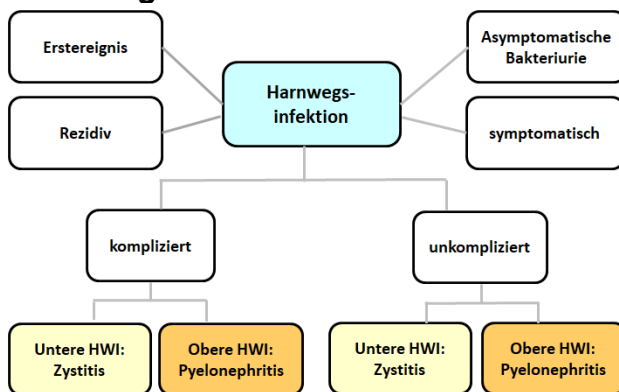 Erstereignis
Rezidiv
Harnwegs-
infektion
Asymptomatische
Bakteriurie
symptomatisch
kompliziert
unkompliziert
Untere HWI:
Zystitis
Obere HWI:
Pyelonephritis
Untere HWI:
Zystitis
Obere HWI:
Pyelonephritis